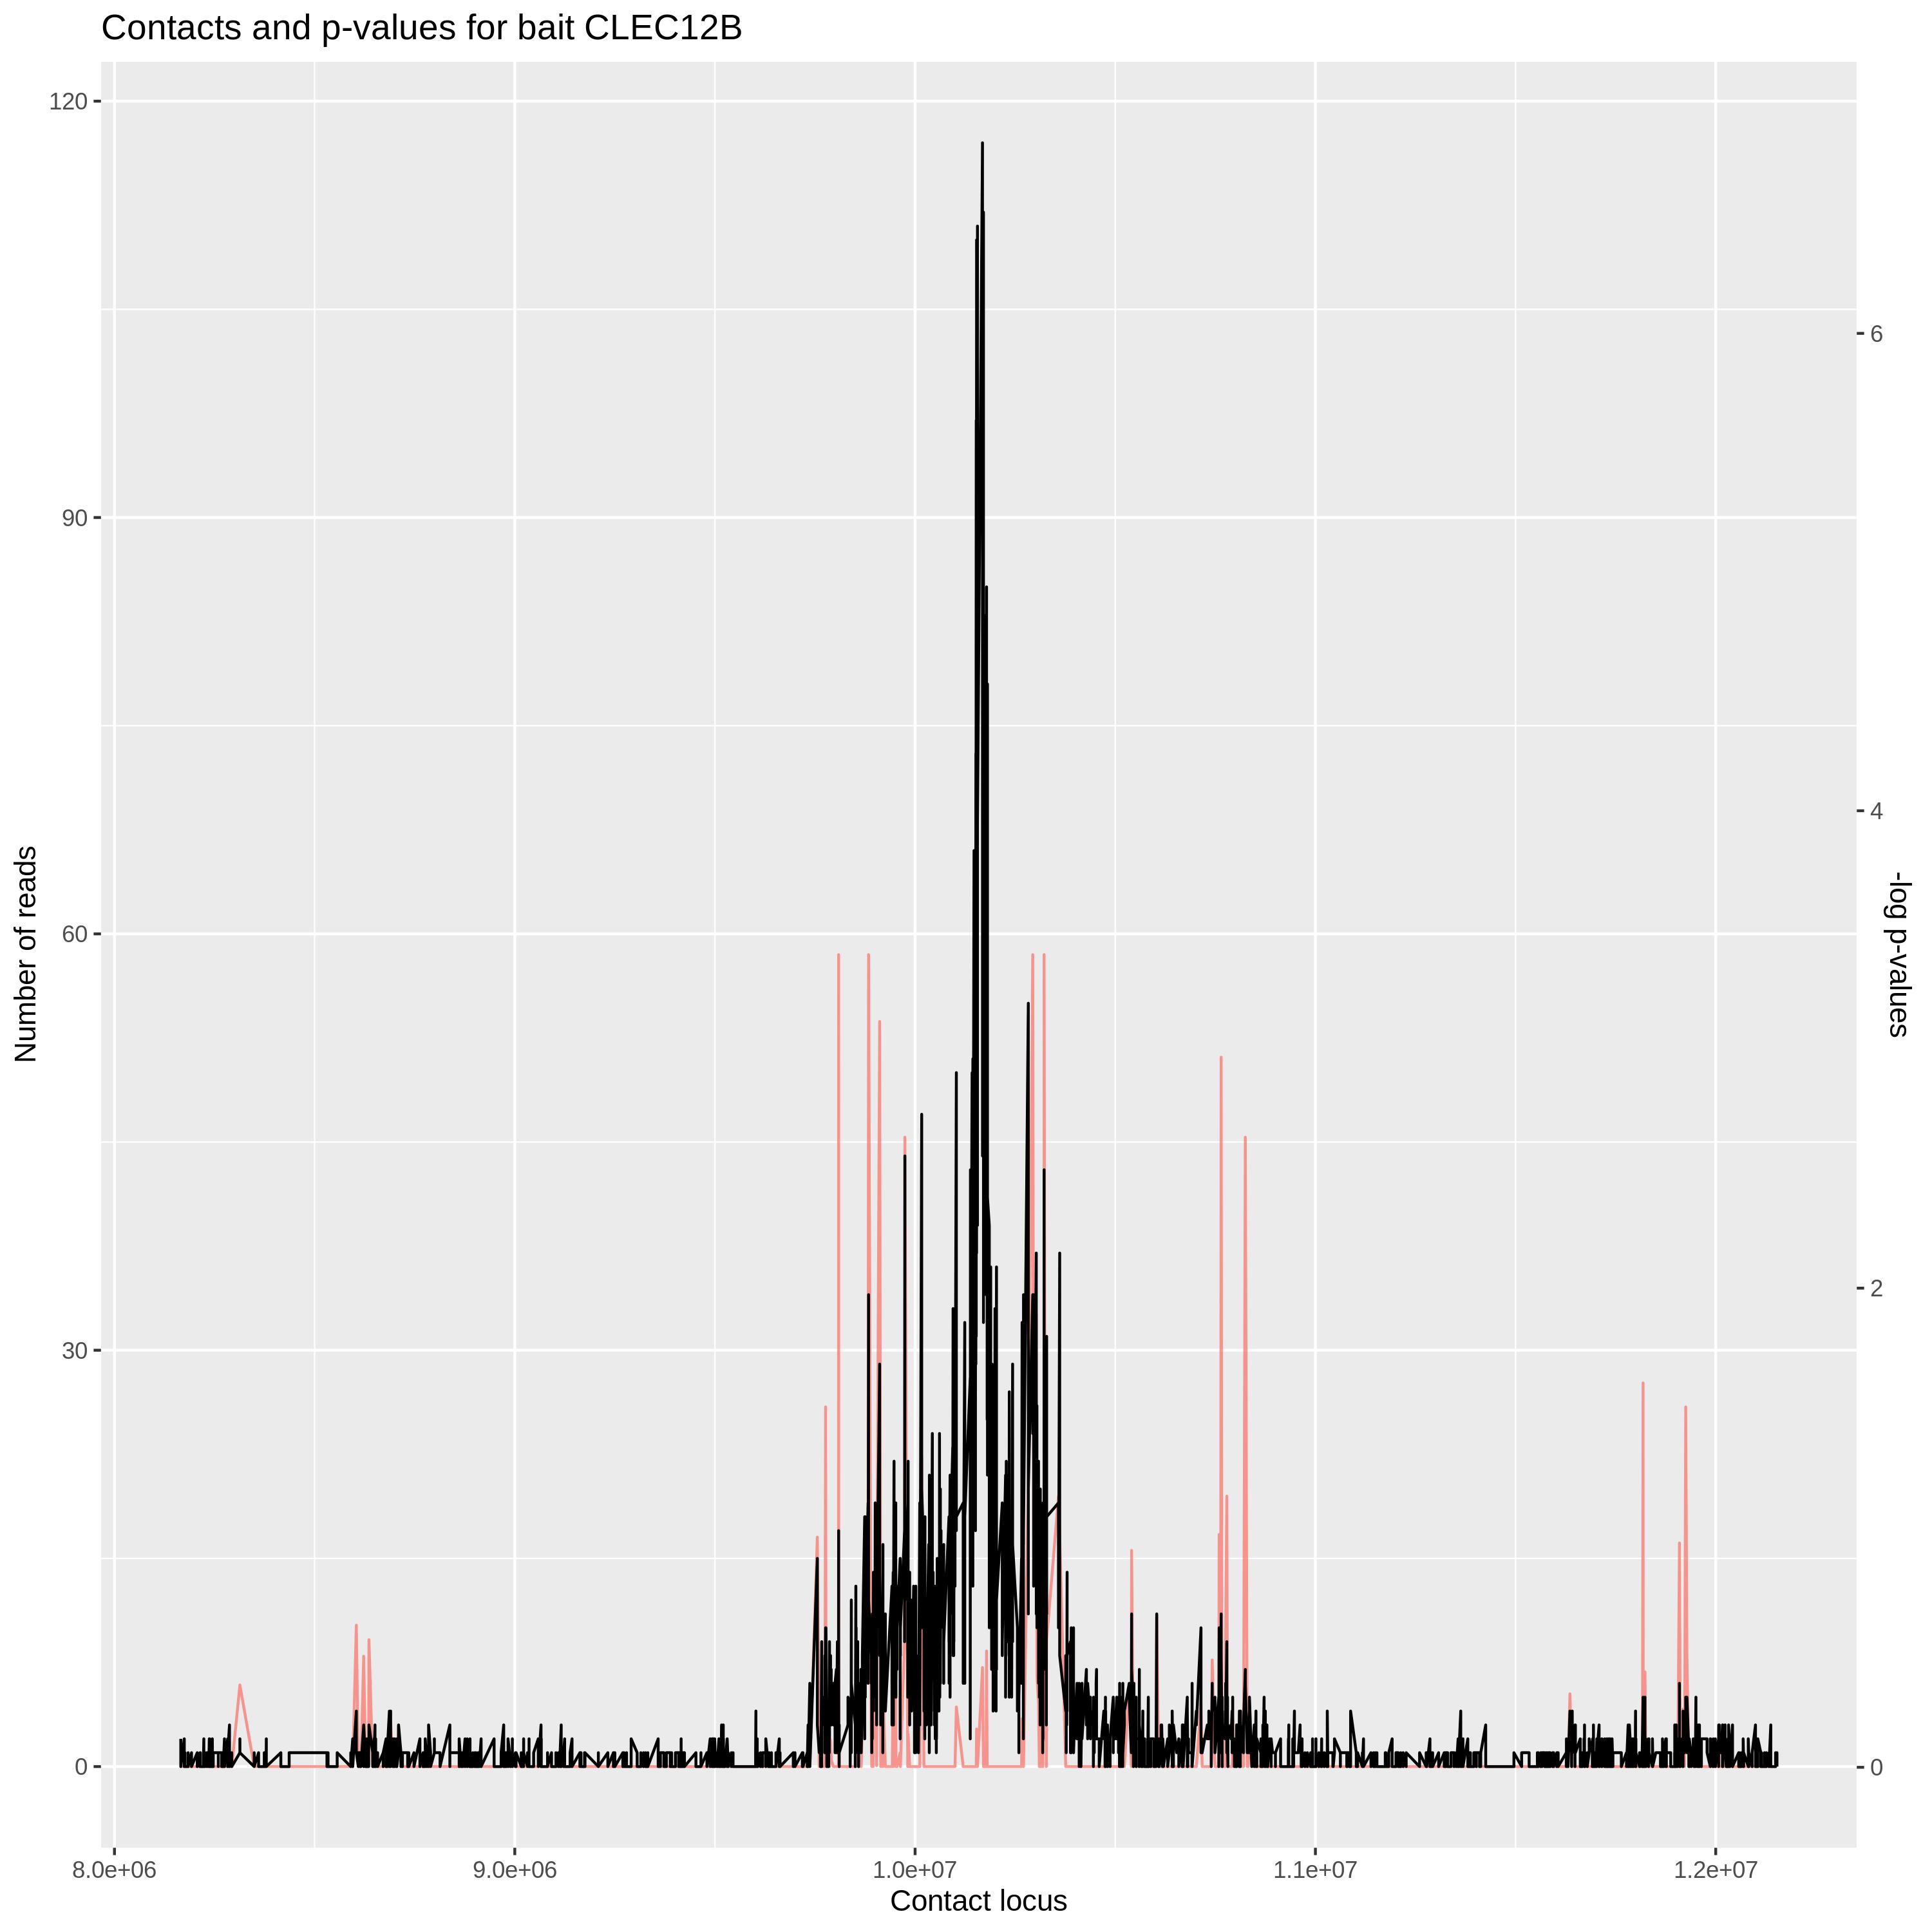 Contacts and p-values for bait CLEC12B
120
90
60
30
0
Number of reads
6
4
2
0
-log p-values
8.0e+06 9.0e+06 1.0e+07 1.1e+07 1.2e+07
Contact locus